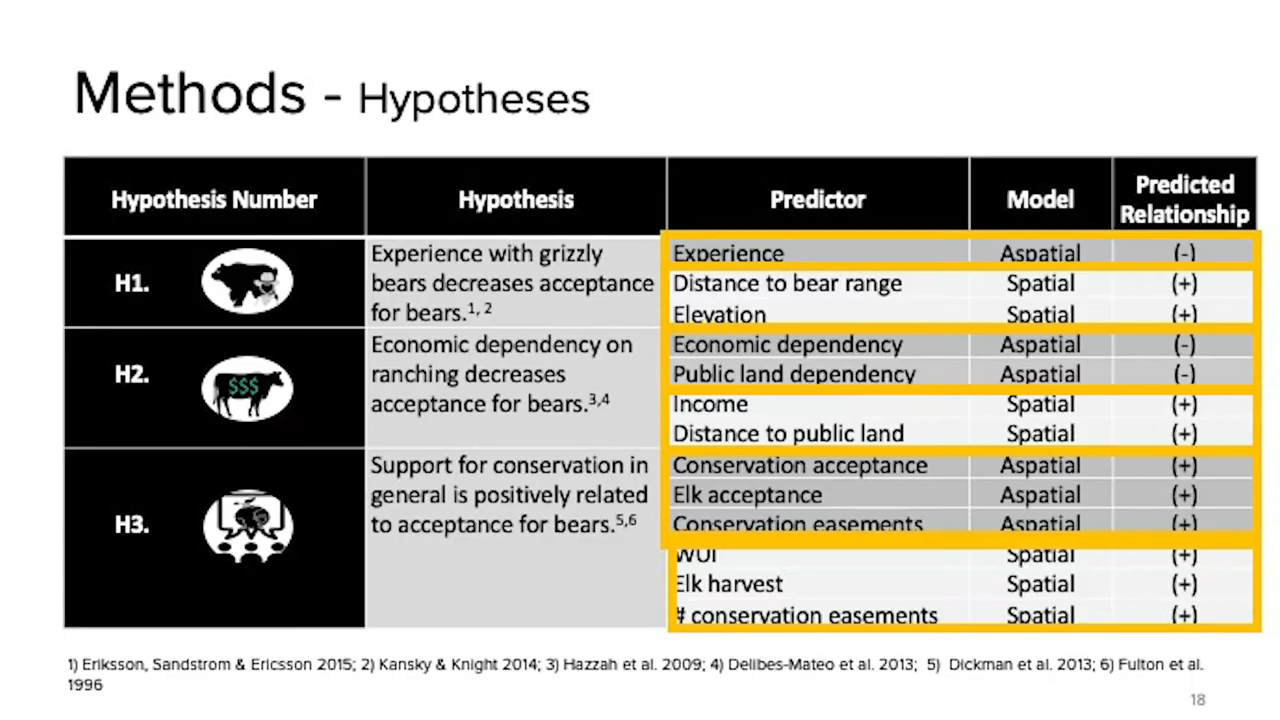 Methods - Hypotheses
Hypothesis Number Hypothesis Predictor Model Predicted Relationship
H1. Experience with grizzly bears decreases acceptance for bears.1, 2
Experience Aspatial (-)
Distance to bear range Spatial (+)
Elevation Spatial (+)
H2. $$$ Economic dependency on ranching decreases acceptance for bears.3,4
Economic dependency Aspatial (-)
Public land dependency Aspatial (-)
Income Spatial (+)
Distance to public land Spatial (+)
H3. Support for conservation in general is positively related to acceptance for bears.5,6
Conservation acceptance Aspatial (+)
Elk acceptance Aspatial (+)
Conservation easements Aspatial (+)
WUI Spatial (+)
Elk harvest Spatial (+)
# conservation easements Spatial (+)
1) Eriksson, Sandstrom & Ericsson 2015; 2) Kansky & Knight 2014; 3) Hazzah et al. 2009; 4) Delibes-Mateo et al. 2013; 5) Dickman et al. 2013; 6) Fulton et al.
1996
18